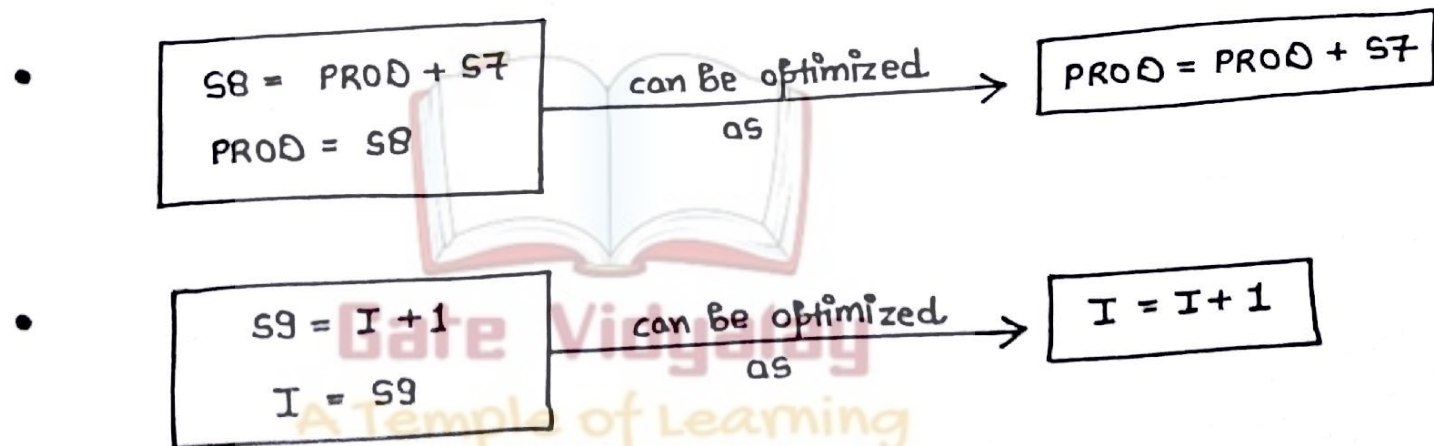 S8 = PROD + S7
PROD = S8
can be optimized
as
PROD = PROD + S7
S9 = I + 1
I = S9
can be optimized
as
I = I + 1
Gate Vidyalay
A Temple of Learning